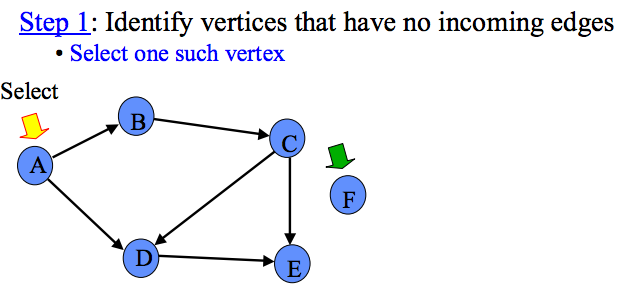 Step 1: Identify vertices that have no incoming edges
• Select one such vertex
Select
B
C
A
F
D
E